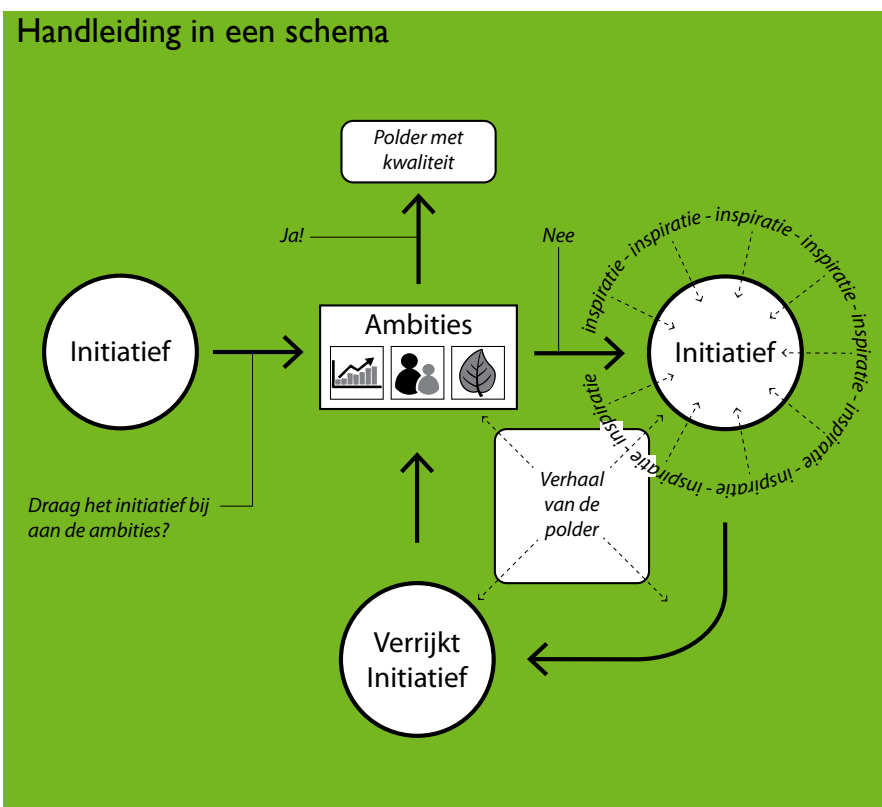 Handleiding in een schema
Polder met
kwaliteit
Ja!
Nee
inspiratie - inspiratie - inspiratie - inspiratie - inspiratie - inspiratie - inspiratie - inspiratie - inspiratie - inspiratie
Initiatief
Ambities
Initiatief
Draag het initiatief bij
aan de ambities?
Verhaal
van de
polder
Verrijkt
Initiatief